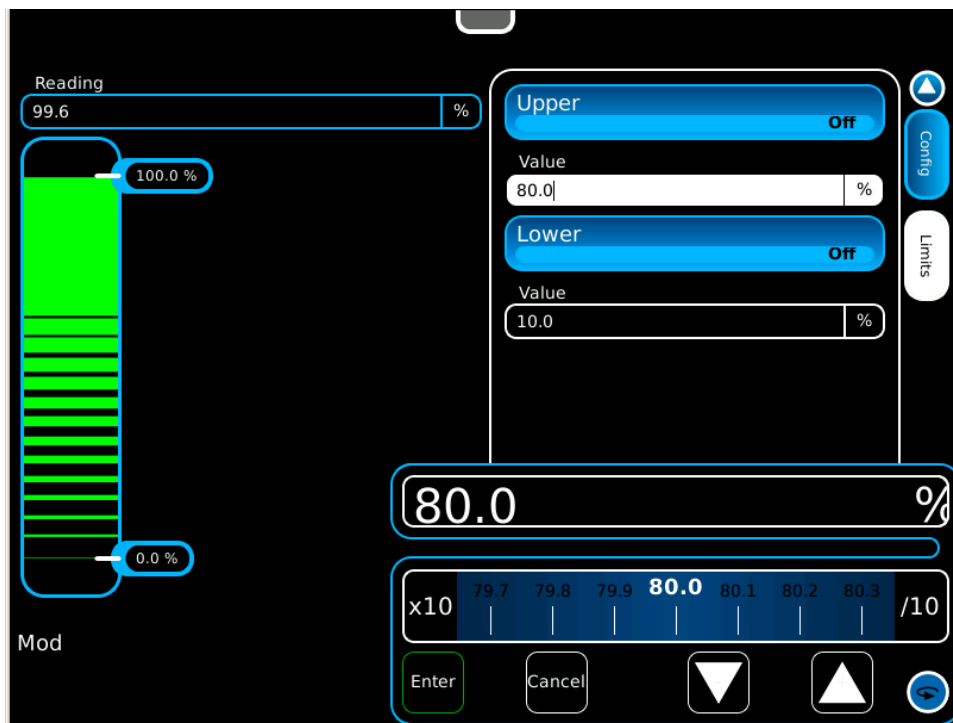 Reading
99.6 %
100.0 %
0.0 %
Mod
Upper
Off
Value
80.0 %
Lower
Off
Value
10.0 %
Config
Limits
80.0 %
x10 79.7 79.8 79.9 80.0 80.1 80.2 80.3 /10
Enter Cancel